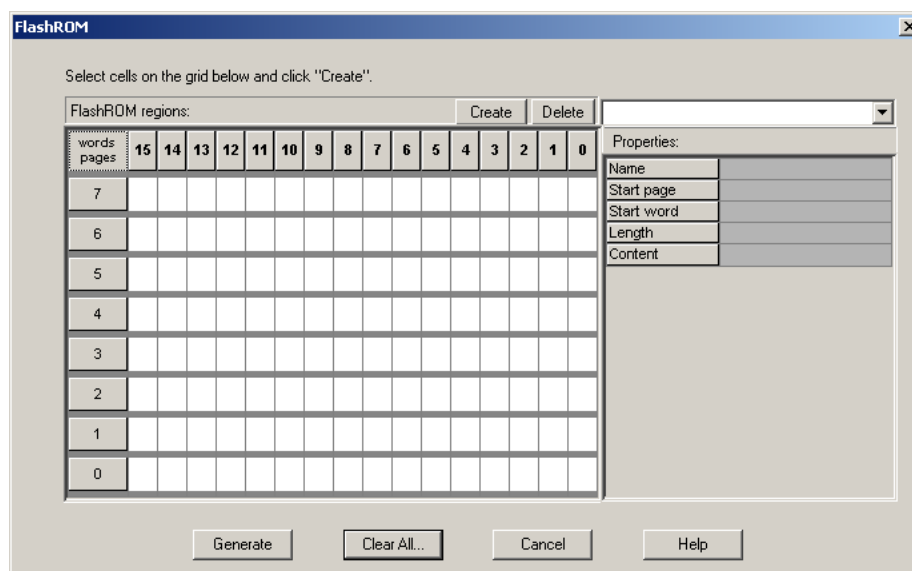 FlashROM
Select cells on the grid below and click "Create".
FlashROM regions:
Create
Delete
words
pages
15 14 13 12 11 10 9 8 7 6 5 4 3 2 1 0
7
6
5
4
3
2
1
0
Properties:
Name
Start page
Start word
Length
Content
Generate
Clear All...
Cancel
Help